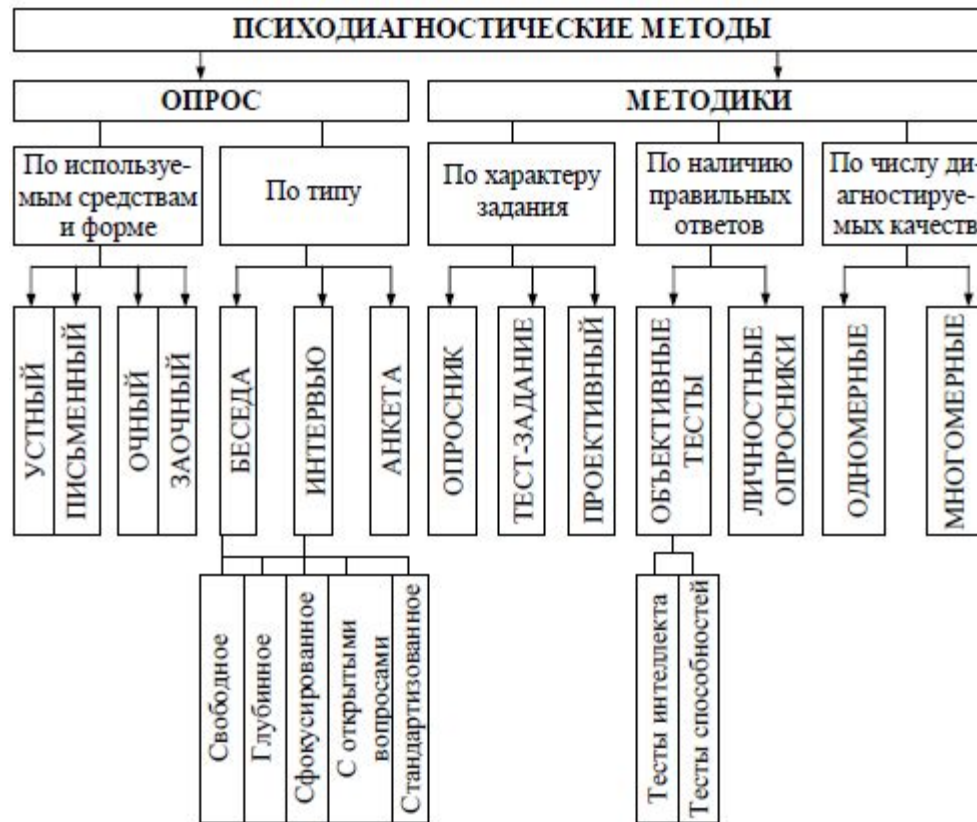 ПСИХОДИАГНОСТИЧЕСКИЕ МЕТОДЫ
ОПРОС
МЕТОДИКИ
По используе-
мым средствам
и форме
По типу
По характеру
задания
По наличию
правильных
ответов
По числу ди-
агностируе-
мых качеств
УСТНЫЙ
ПИСЬМЕННЫЙ
ОЧНЫЙ
ЗАОЧНЫЙ
БЕСЕДА
ИНТЕРВЬЮ
АНКЕТА
ОПРОСНИК
ТЕСТ-ЗАДАНИЕ
ПРОЕКТИВНЫЙ
ОБЪЕКТИВНЫЕ
ТЕСТЫ
ЛИЧНОСТНЫЕ
ОПРОСНИКИ
ОДНОМЕРНЫЕ
МНОГОМЕРНЫЕ
Свободное
Глубинное
Сфокусированное
С открытыми
вопросами
Стандартизованное
Тесты интеллекта
Тесты способностей